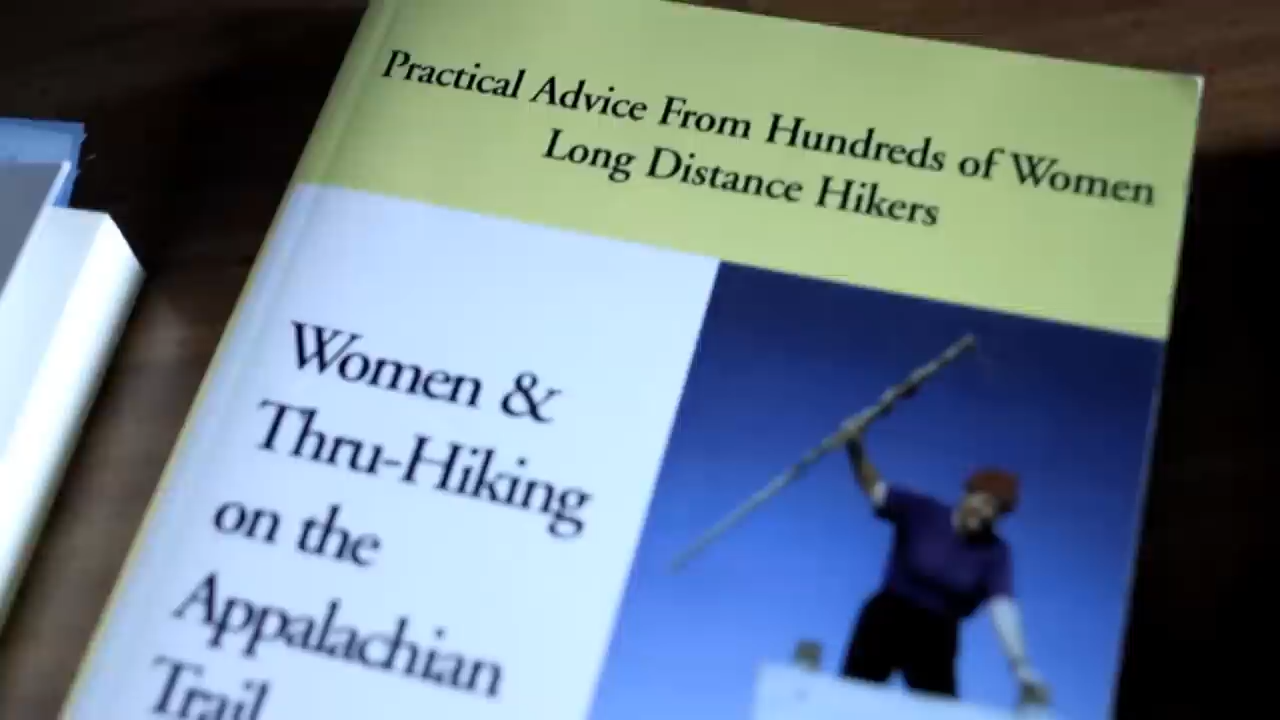 Practical Advice From Hundreds of Women
Long Distance Hikers
Women &
Thru-Hiking
on the
Appalachian
Trail